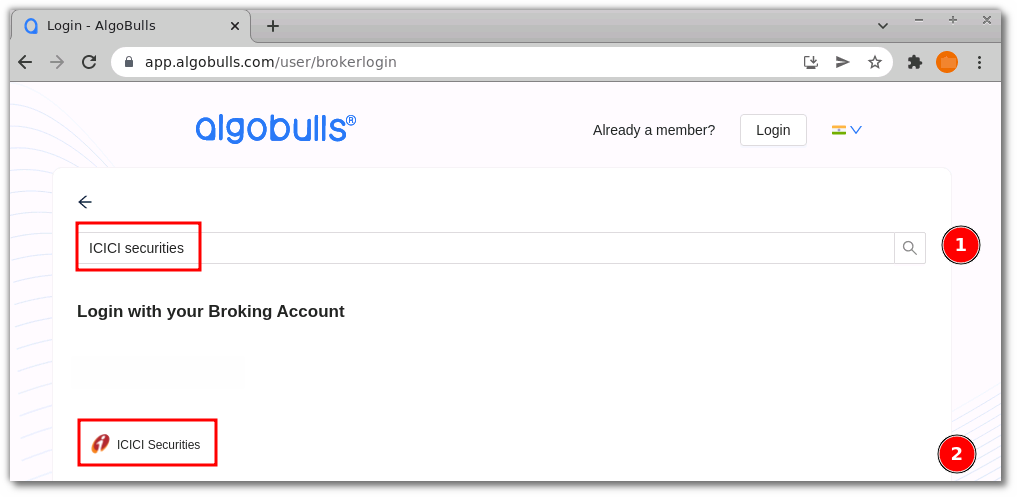 Login - AlgoBulls
app.algobulls.com/user/brokerlogin
algobulls®
Already a member?
Login
ICICI securities
1
Login with your Broking Account
ICICI Securities
2